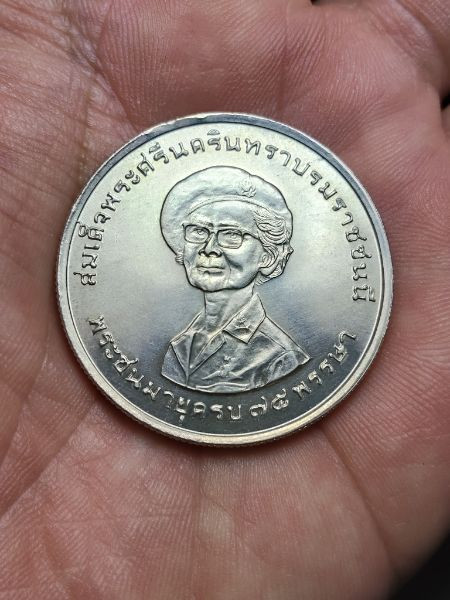 สมเด็จพระศรีนครินทราบรมราชชนนี
พระชนมายุครบ ๗๕ พรรษา